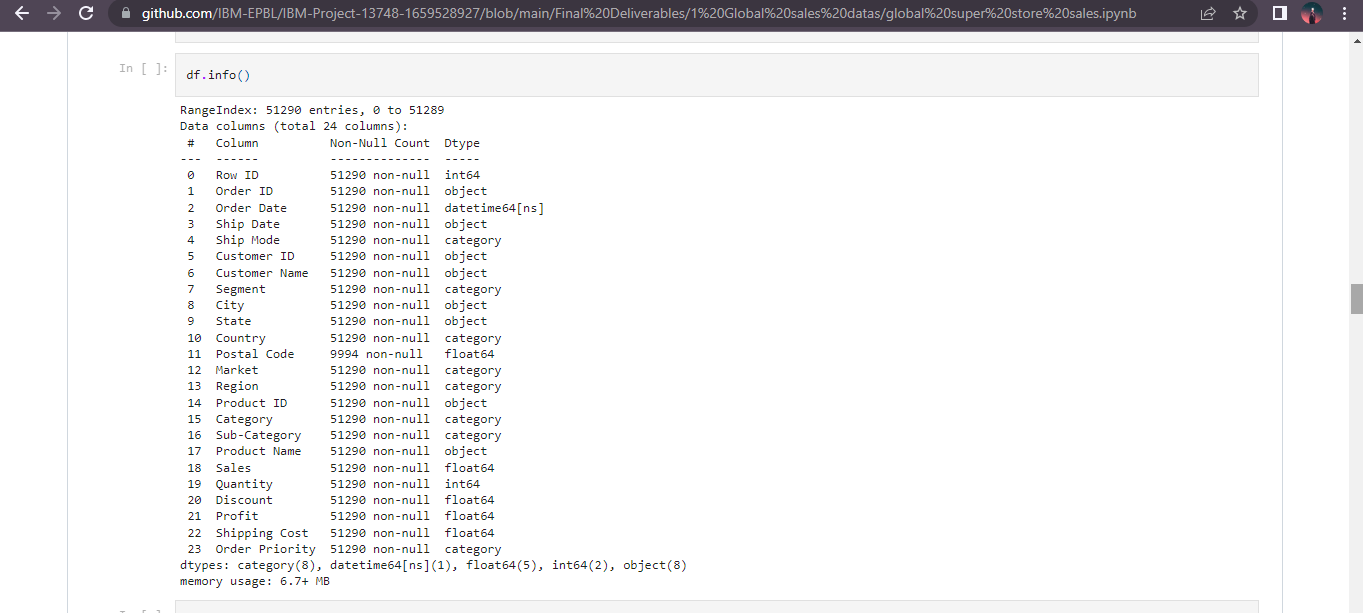 github.com/IBM-EPBL/IBM-Project-13748-1659528927/blob/main/Final%20Deliverables/1%20Global%20sales%20datas/global%20super%20store%20sales.ipynb
In [ ]: df.info()
RangeIndex: 51290 entries, 0 to 51289
Data columns (total 24 columns):
 #   Column          Non-Null Count  Dtype
---  ------          --------------  -----
 0   Row ID          51290 non-null  int64
 1   Order ID        51290 non-null  object
 2   Order Date      51290 non-null  datetime64[ns]
 3   Ship Date       51290 non-null  object
 4   Ship Mode       51290 non-null  category
 5   Customer ID     51290 non-null  object
 6   Customer Name   51290 non-null  object
 7   Segment         51290 non-null  category
 8   City            51290 non-null  object
 9   State           51290 non-null  object
 10  Country         51290 non-null  category
 11  Postal Code     9994 non-null   float64
 12  Market          51290 non-null  category
 13  Region          51290 non-null  category
 14  Product ID      51290 non-null  object
 15  Category        51290 non-null  category
 16  Sub-Category    51290 non-null  category
 17  Product Name    51290 non-null  object
 18  Sales           51290 non-null  float64
 19  Quantity        51290 non-null  int64
 20  Discount        51290 non-null  float64
 21  Profit          51290 non-null  float64
 22  Shipping Cost   51290 non-null  float64
 23  Order Priority  51290 non-null  category
dtypes: category(8), datetime64[ns](1), float64(5), int64(2), object(8)
memory usage: 6.7+ MB